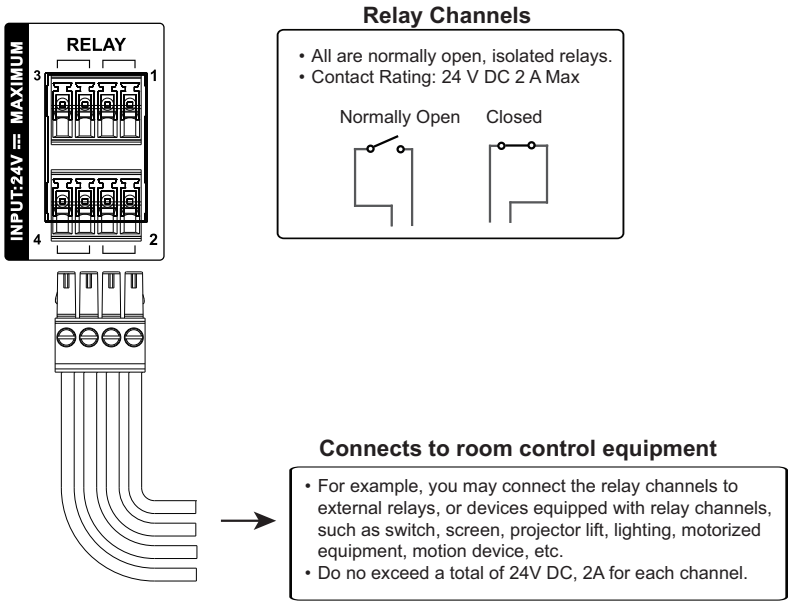 Relay Channels
• All are normally open, isolated relays.
• Contact Rating: 24 V DC 2 A Max
Normally Open Closed
INPUT:24V ⎓ MAXIMUM
RELAY
3 1
4 2
Connects to room control equipment
• For example, you may connect the relay channels to
external relays, or devices equipped with relay channels,
such as switch, screen, projector lift, lighting, motorized
equipment, motion device, etc.
• Do no exceed a total of 24V DC, 2A for each channel.